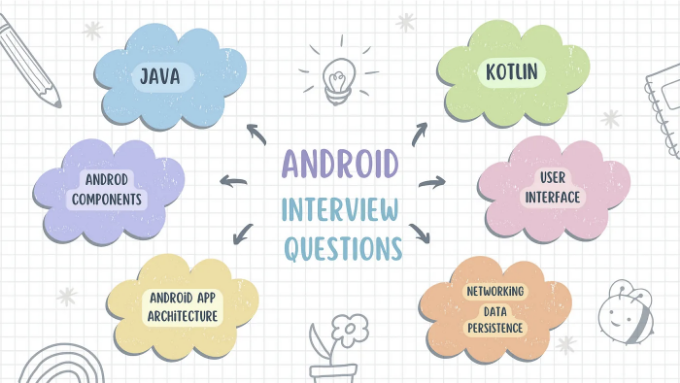 JAVA
KOTLIN
ANDROID
INTERVIEW
QUESTIONS
ANDROD
COMPONENTS
USER
INTERFACE
ANDROID APP
ARCHITECTURE
NETWORKING
DATA
PERSISTENCE